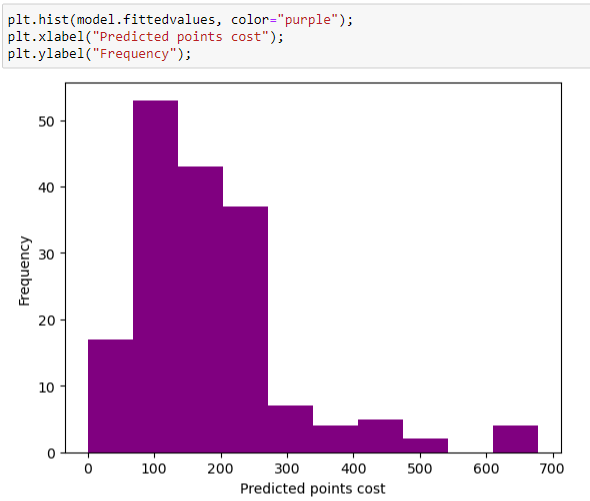 plt.hist(model.fittedvalues, color="purple");
plt.xlabel("Predicted points cost");
plt.ylabel("Frequency");
50
40
30
20
10
0
Frequency
0 100 200 300 400 500 600 700
Predicted points cost